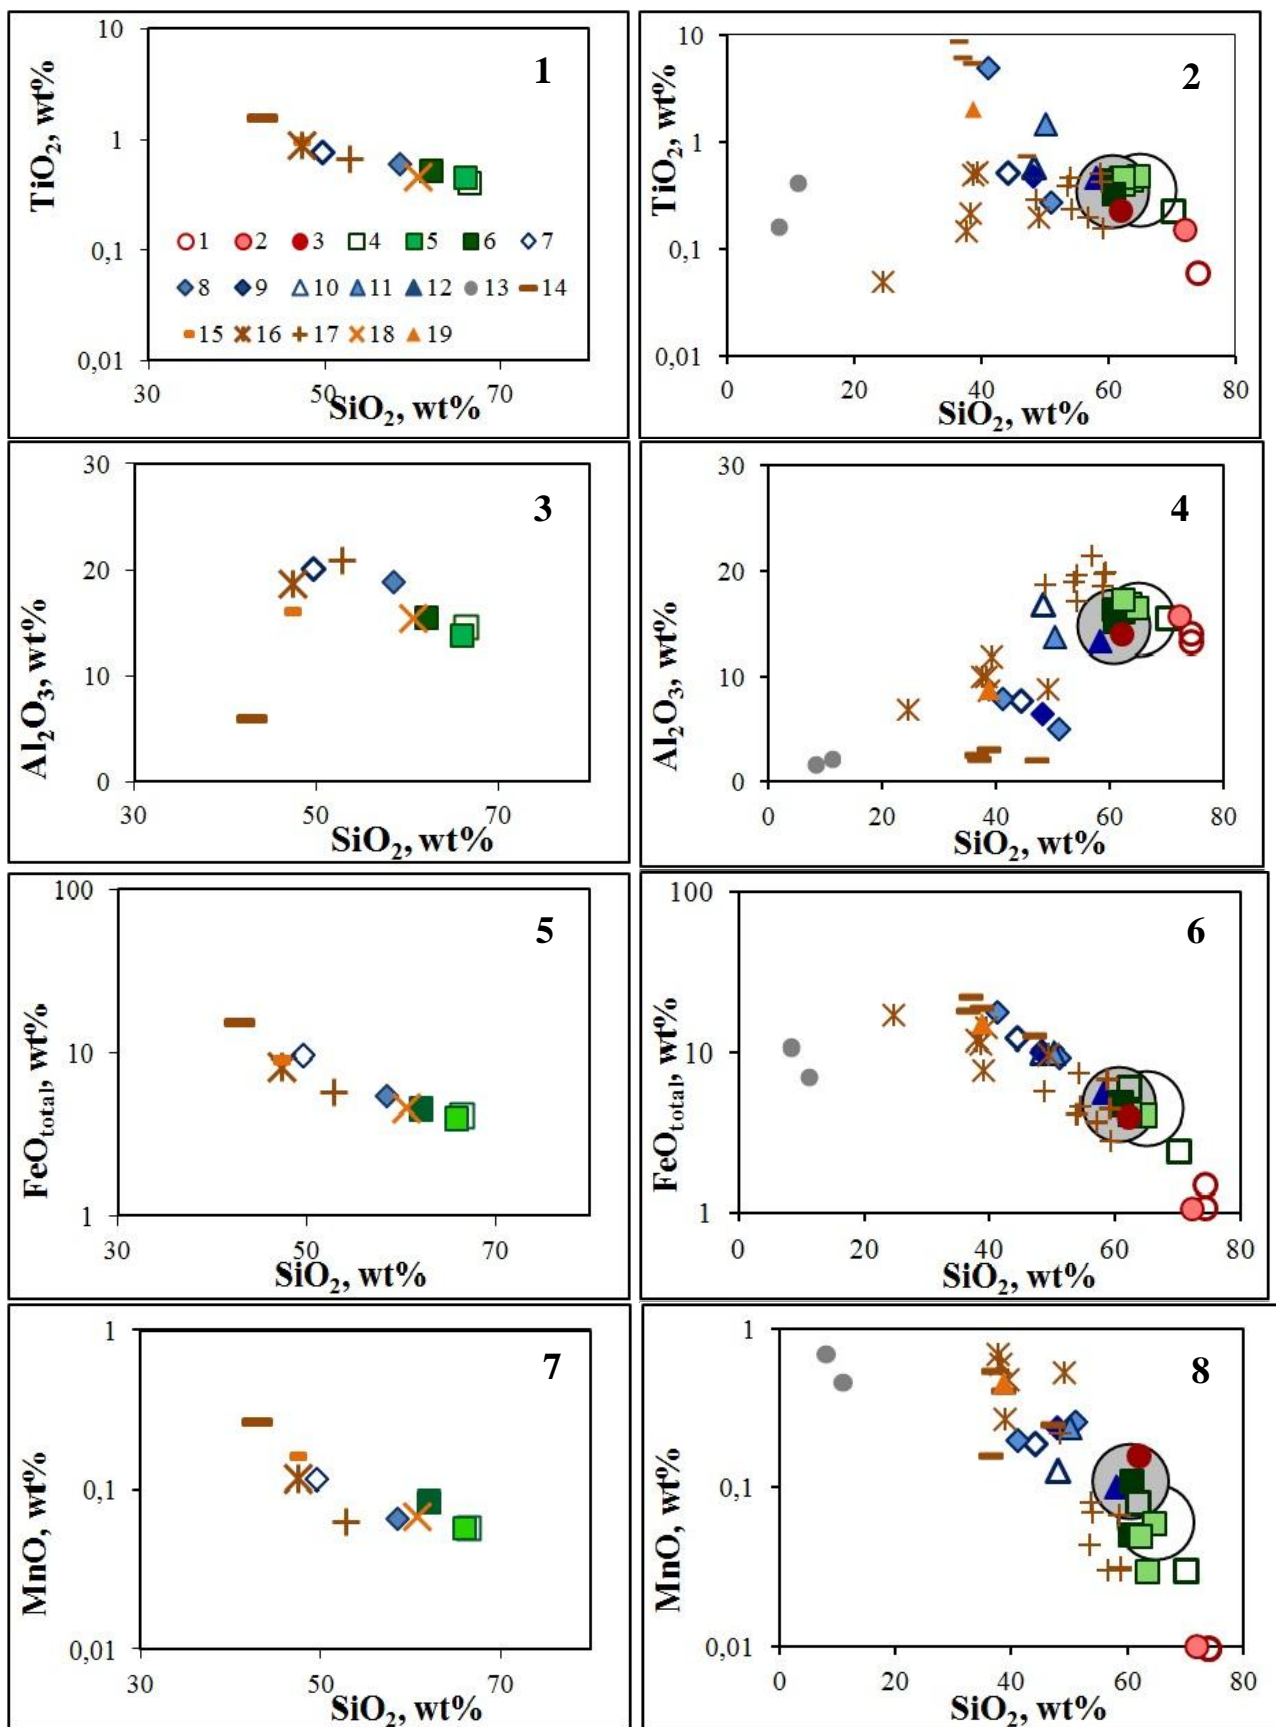 10
1
0,1
0,01
TiO2, wt%
1
1 2 3 4 5 6 7
8 9 10 11 12 13 14
15 16 17 18 19
30 50 70
SiO2, wt%
10
1
0,1
0,01
TiO2, wt%
2
0 20 40 60 80
SiO2, wt%
30
20
10
0
Al2O3, wt%
3
30 50 70
SiO2, wt%
30
20
10
0
Al2O3, wt%
4
0 20 40 60 80
SiO2, wt%
100
10
1
FeOtotal, wt%
5
30 50 70
SiO2, wt%
100
10
1
FeOtotal, wt%
6
0 20 40 60 80
SiO2, wt%
1
0,1
0,01
MnO, wt%
7
30 50 70
SiO2, wt%
1
0,1
0,01
MnO, wt%
8
0 20 40 60 80
SiO2, wt%